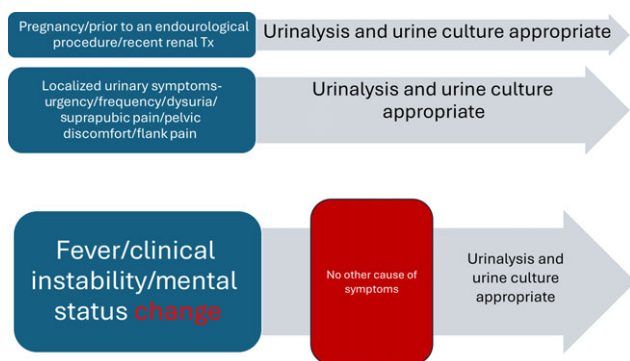 Pregnancy/prior to an endourological
procedure/recent renal Tx
Urinalysis and urine culture appropriate
Localized urinary symptoms-
urgency/frequency/dysuria/
suprapubic pain/pelvic
discomfort/flank pain
Urinalysis and urine culture
appropriate
Fever/clinical
instability/mental
status change
No other cause of
symptoms
Urinalysis and
urine culture
appropriate